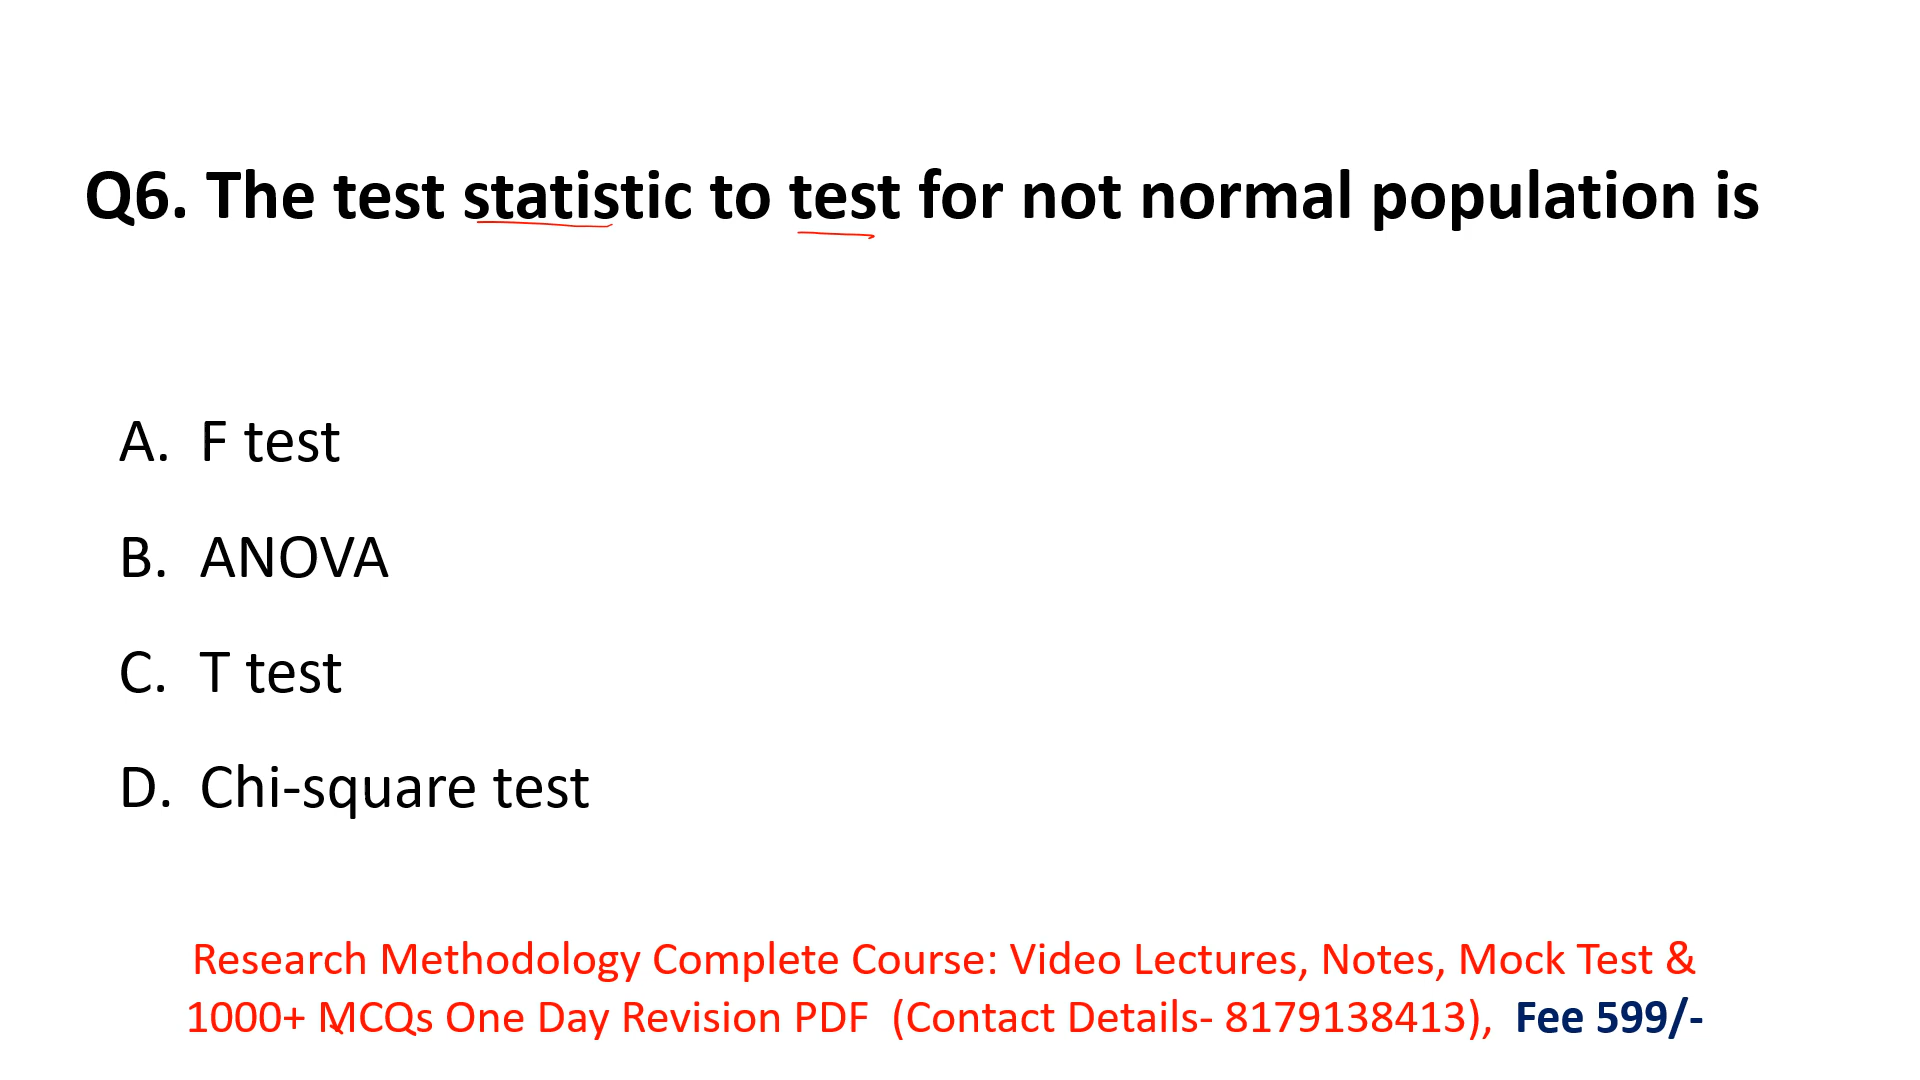 Q6. The test statistic to test for not normal population is
A. F test
B. ANOVA
C. T test
D. Chi-square test
Research Methodology Complete Course: Video Lectures, Notes, Mock Test &
1000+ MCQs One Day Revision PDF (Contact Details- 8179138413), Fee 599/-